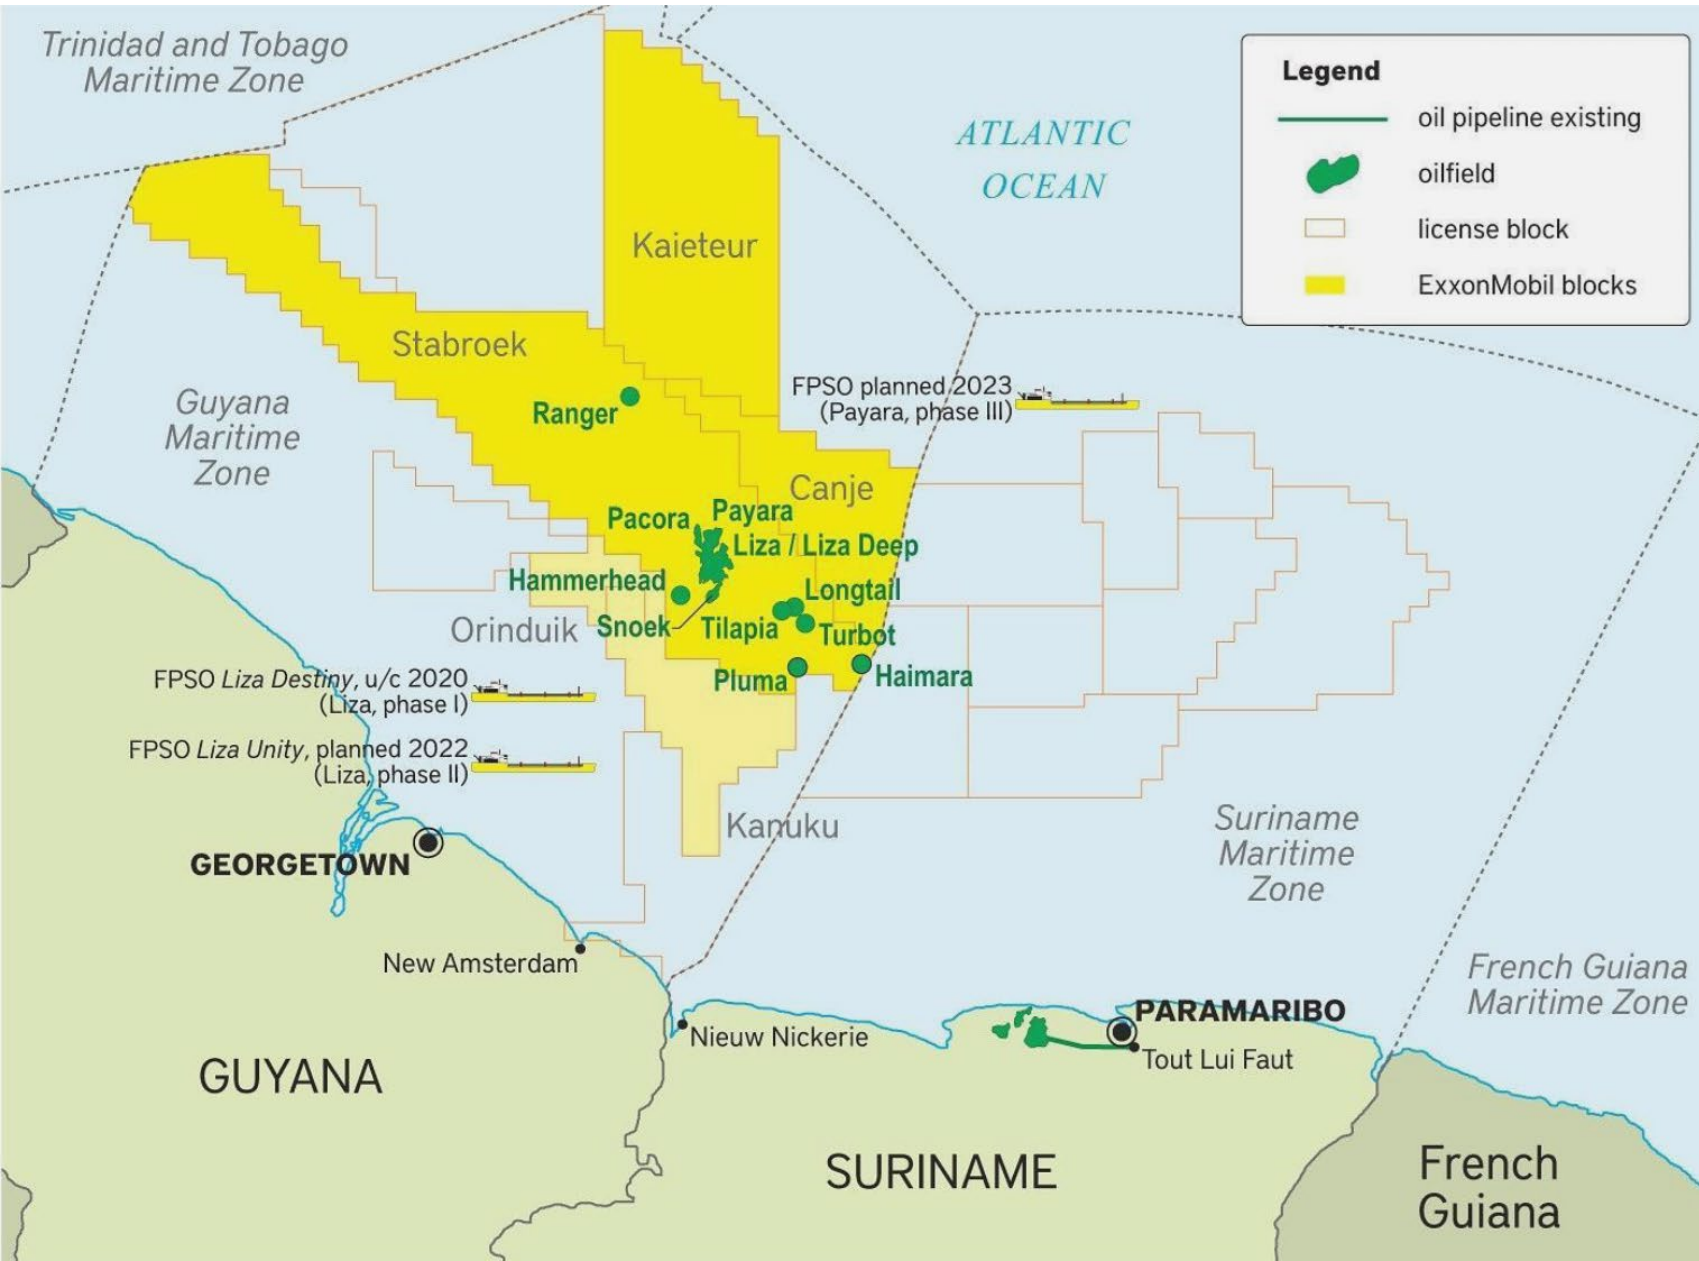 Trinidad and Tobago
Maritime Zone
ATLANTIC
OCEAN
Legend
oil pipeline existing
oilfield
license block
ExxonMobil blocks
Kaieteur
Stabroek
Ranger
FPSO planned 2023
(Payara, phase III)
Guyana
Maritime
Zone
Canje
Pacora
Payara
Liza / Liza Deep
Hammerhead
Longtail
Orinduik
Snoek
Tilapia
Turbot
Pluma
Haimara
FPSO Liza Destiny, u/c 2020
(Liza, phase I)
FPSO Liza Unity, planned 2022
(Liza, phase II)
Kanuku
Suriname
Maritime
Zone
GEORGETOWN
New Amsterdam
French Guiana
Maritime Zone
PARAMARIBO
Nieuw Nickerie
Tout Lui Faut
GUYANA
SURINAME
French
Guiana